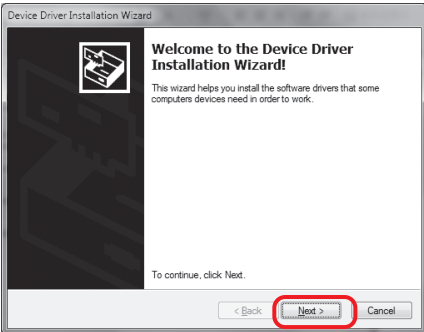 Device Driver Installation Wizard
Welcome to the Device Driver
Installation Wizard!
This wizard helps you install the software drivers that some
computers devices need in order to work.
To continue, click Next.
< Back
Next >
Cancel